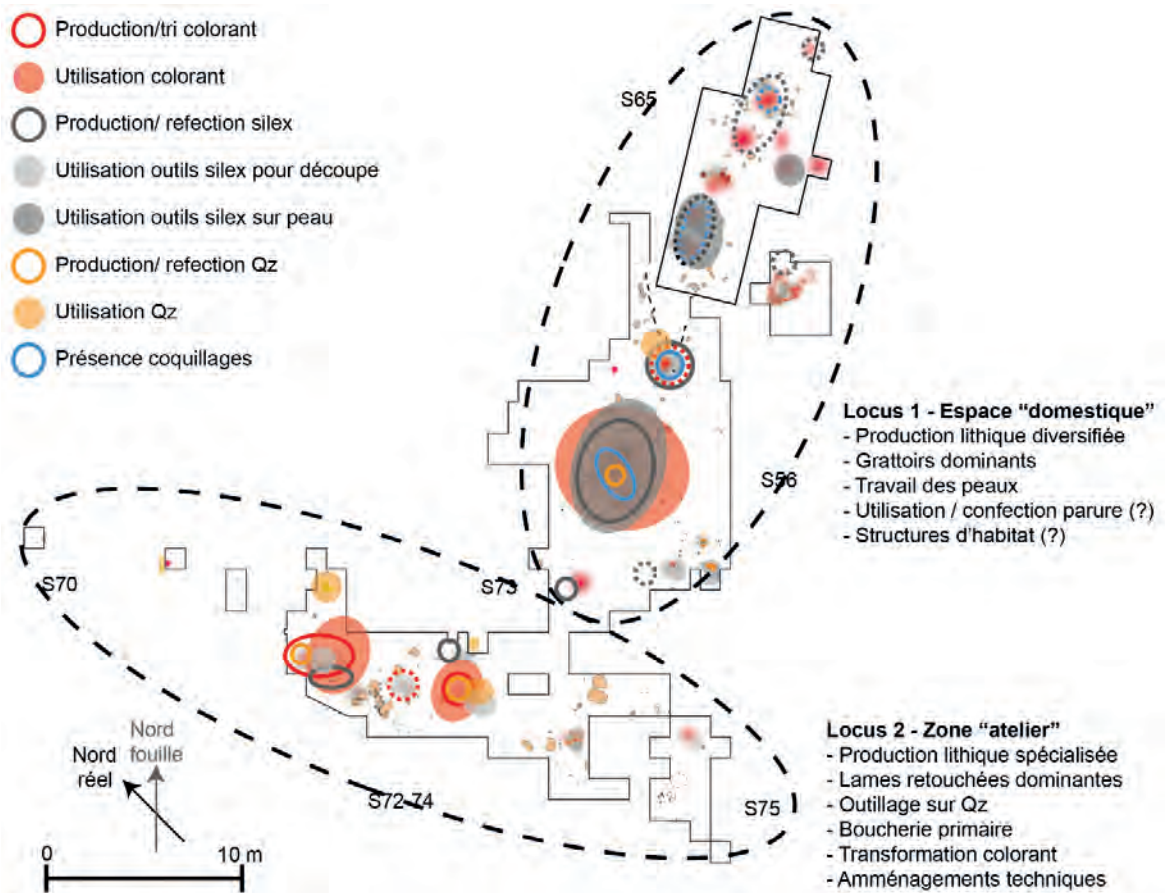 Production/tri colorant
Utilisation colorant
Production/ refection silex
Utilisation outils silex pour découpe
Utilisation outils silex sur peau
Production/ refection Qz
Utilisation Qz
Présence coquillages
S65
Locus 1 - Espace “domestique”
- Production lithique diversifiée
- Grattoirs dominants
- Travail des peaux
- Utilisation / confection parure (?)
- Structures d’habitat (?)
S56
S70
S73
S72-74
S75
Locus 2 - Zone “atelier”
- Production lithique spécialisée
- Lames retouchées dominantes
- Outillage sur Qz
- Boucherie primaire
- Transformation colorant
- Amménagements techniques
Nord
fouille
Nord
réel
0 10 m